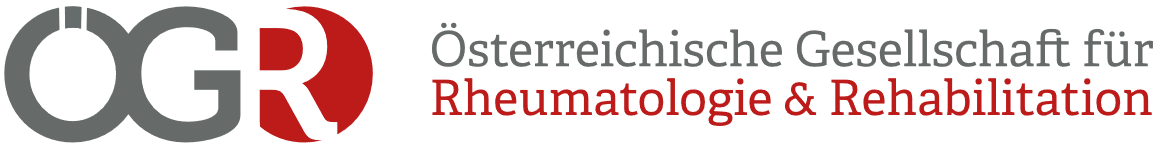 ÖGR
Österreichische Gesellschaft für
Rheumatologie & Rehabilitation